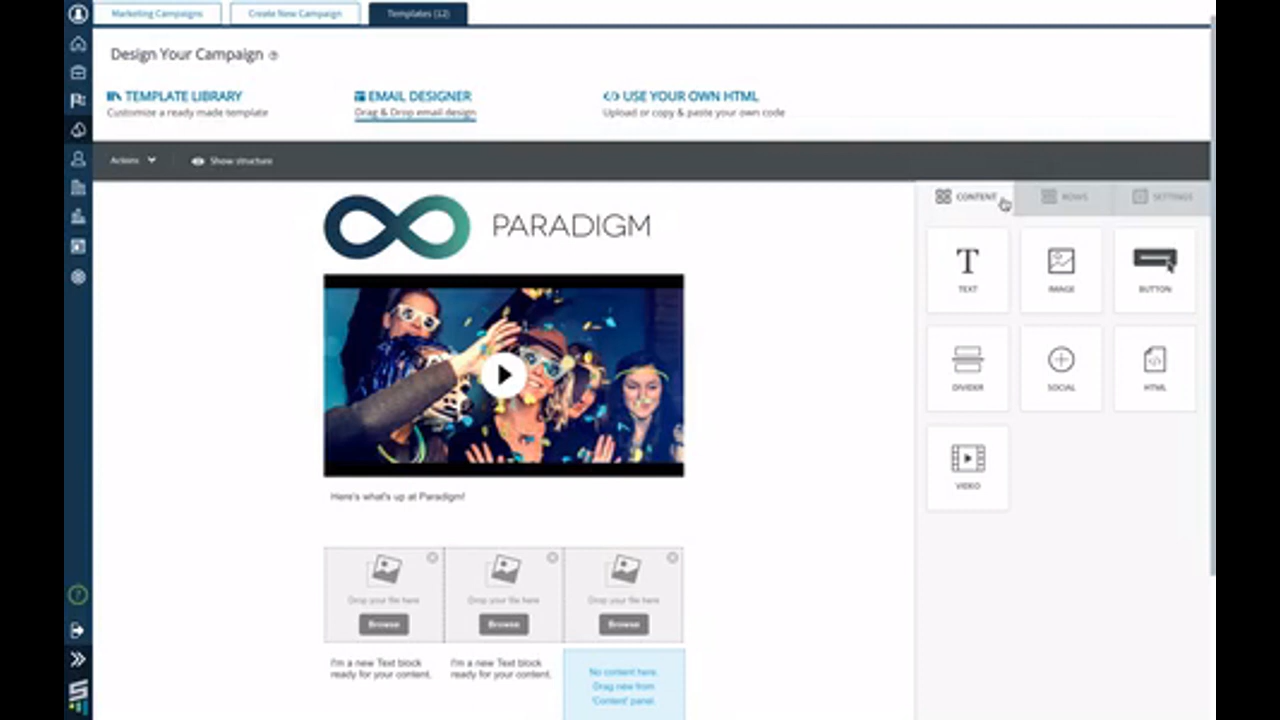 Marketing Campaigns
Create New Campaign
Templates (12)
Design Your Campaign
TEMPLATE LIBRARY
Customize a ready made template
EMAIL DESIGNER
Drag & Drop email design
</> USE YOUR OWN HTML
Upload or copy & paste your own code
Actions
Show structure
CONTENT
ROWS
SETTINGS
PARADIGM
TEXT
IMAGE
BUTTON
DIVIDER
SOCIAL
HTML
VIDEO
Here's what's up at Paradigm!
Drop your file here
Drop your file here
Drop your file here
Browse
Browse
Browse
I'm a new Text block
ready for your content.
I'm a new Text block
ready for your content.
No content here.
Drag new from
'Content' panel.